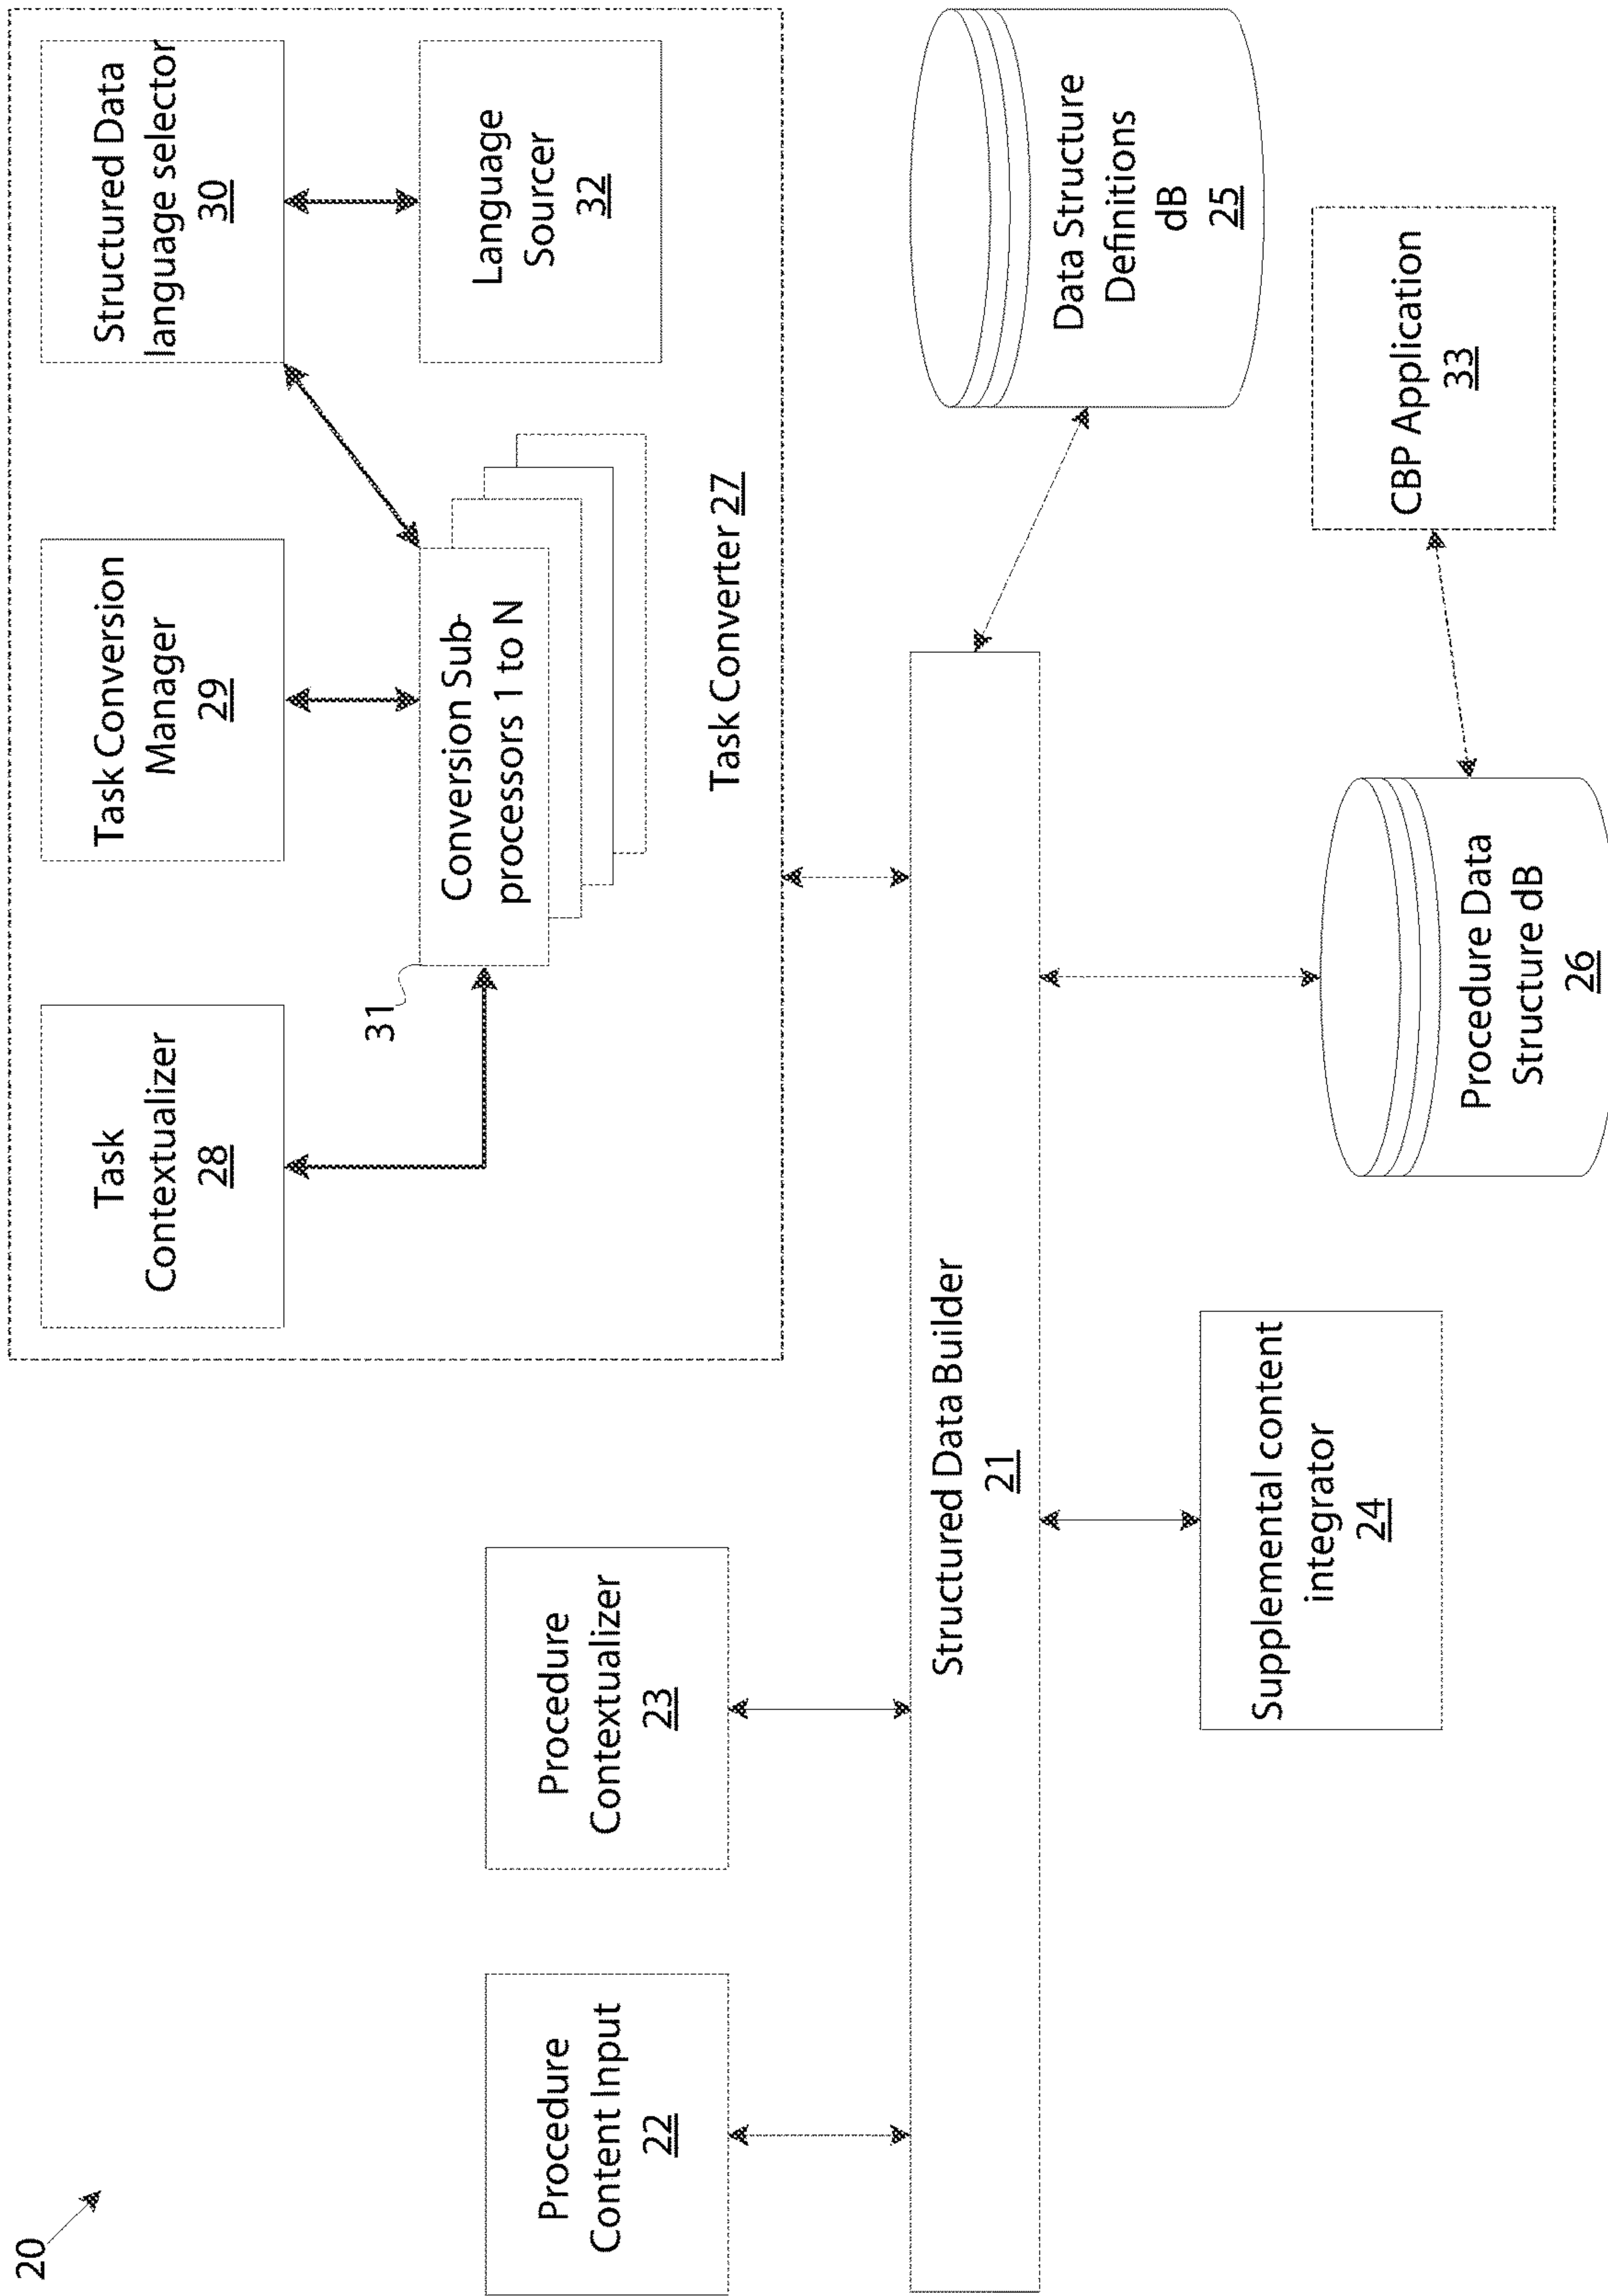 20
Procedure
Content Input
22
Procedure
Contextualizer
23
Task
Contextualizer
28
Task Conversion
Manager
29
Structured Data
language selector
30
31
Conversion Sub-
processors 1 to N
Language
Sourcer
32
Task Converter 27
Structured Data Builder
21
Supplemental content
integrator
24
Procedure Data
Structure dB
26
Data Structure
Definitions
dB
25
CBP Application
33